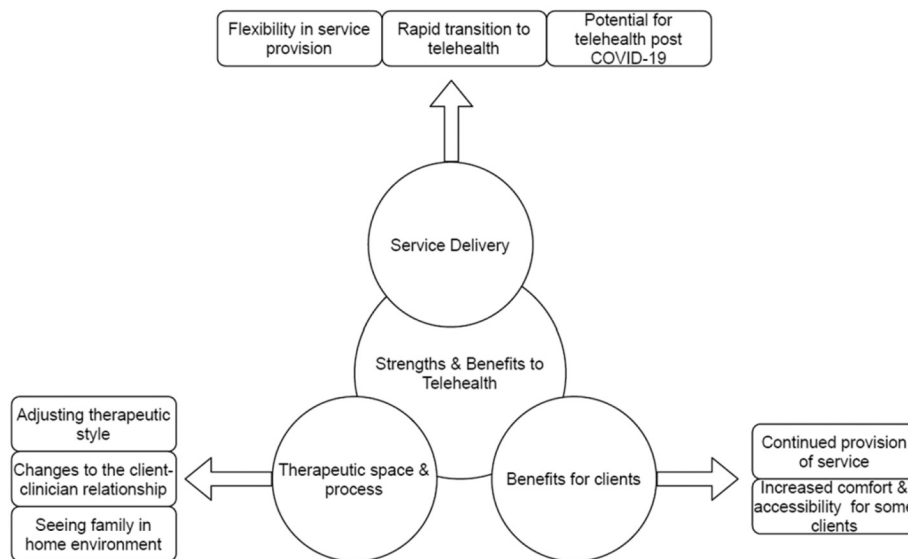 Flexibility in service
provision
Rapid transition to
telehealth
Potential for
telehealth post
COVID-19
Service Delivery
Strengths & Benefits to
Telehealth
Adjusting therapeutic
style
Changes to the client-
clinician relationship
Seeing family in
home environment
Therapeutic space &
process
Benefits for clients
Continued provision
of service
Increased comfort &
accessibility for some
clients